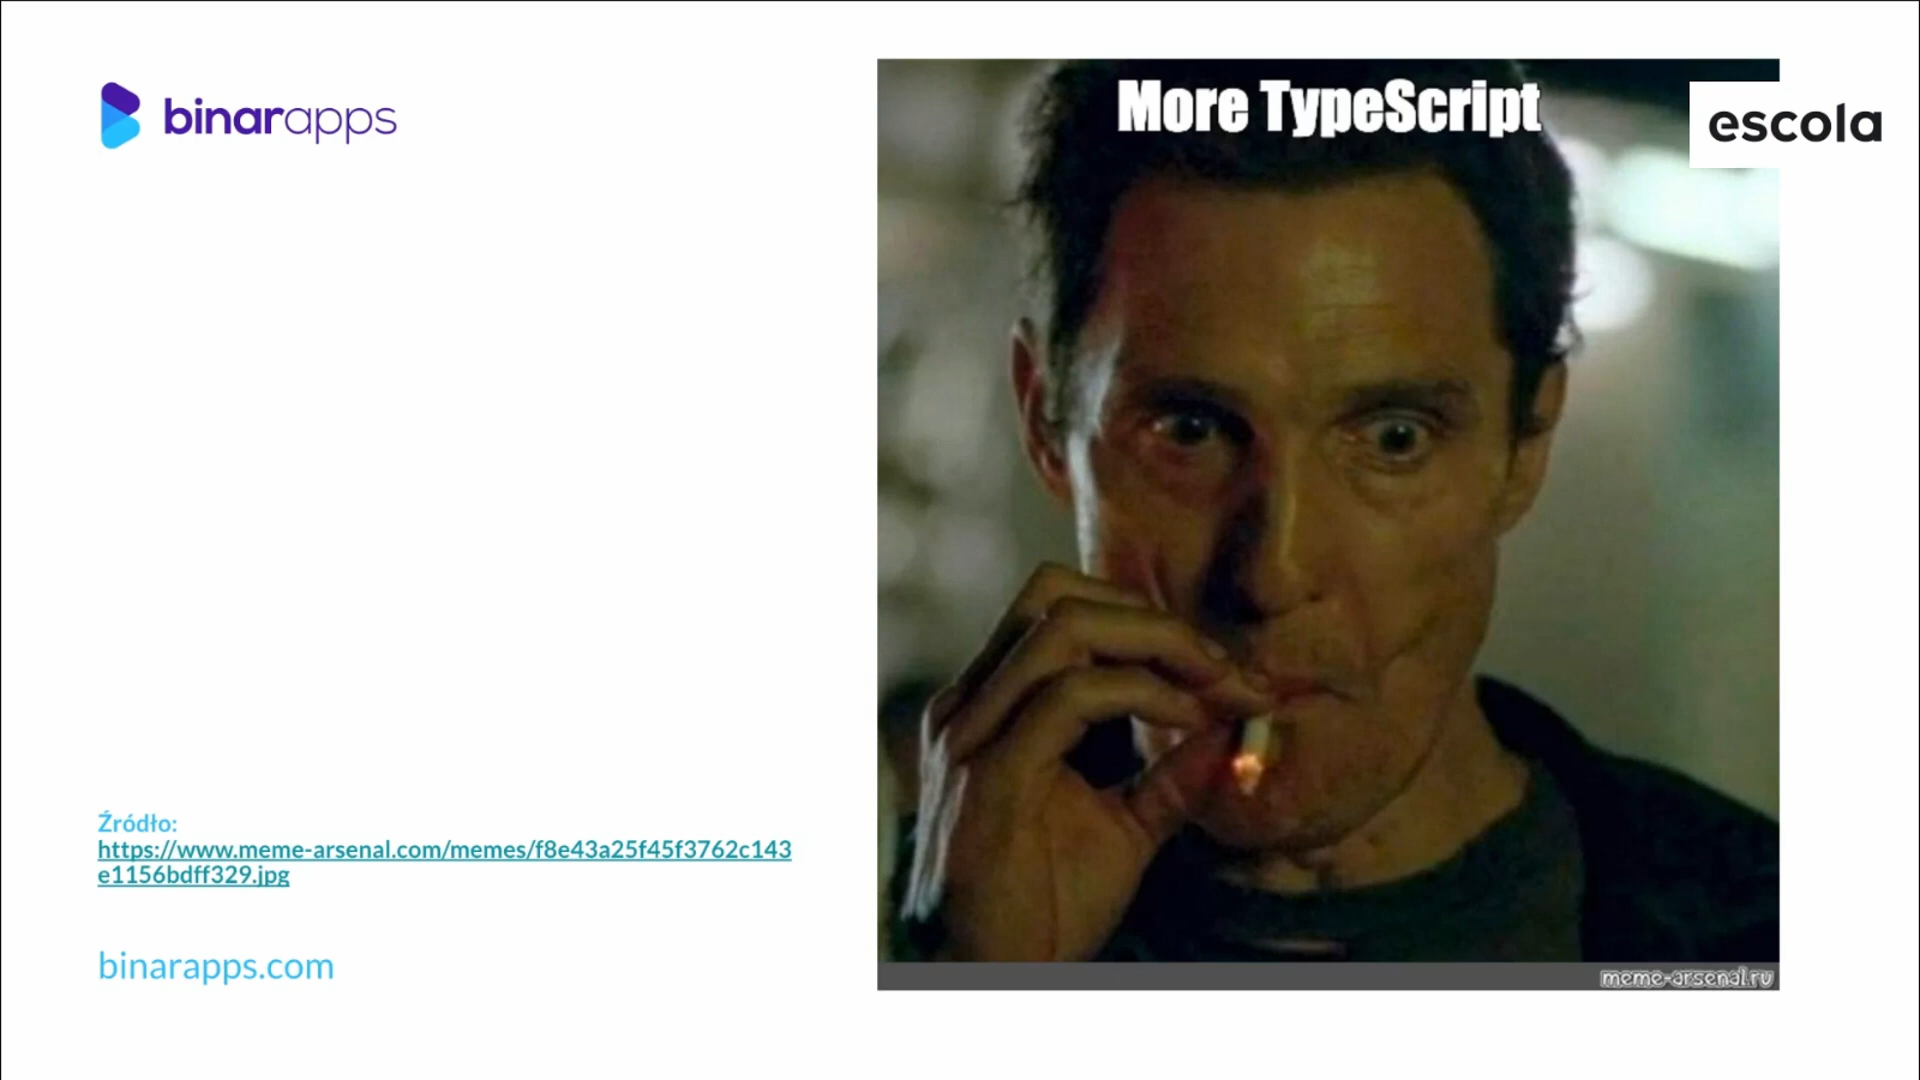 binarapps
More TypeScript
escola
Źródło:
https://www.meme-arsenal.com/memes/f8e43a25f45f3762c143
e1156bdff329.jpg
binarapps.com
meme-arsenal.ru